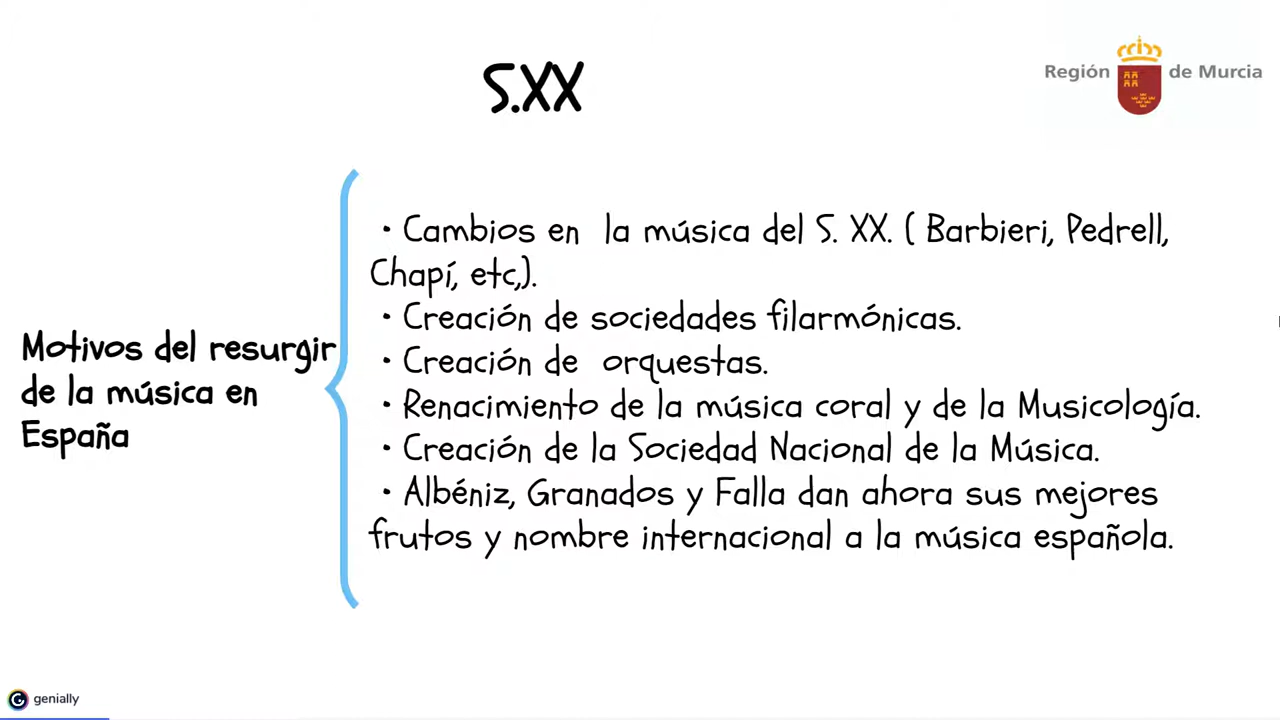 S.XX
Región de Murcia
Motivos del resurgir
de la música en
España
• Cambios en la música del S. XX. ( Barbieri, Pedrell,
Chapí, etc,).
• Creación de sociedades filarmónicas.
• Creación de orquestas.
• Renacimiento de la música coral y de la Musicología.
• Creación de la Sociedad Nacional de la Música.
• Albéniz, Granados y Falla dan ahora sus mejores
frutos y nombre internacional a la música española.
genially